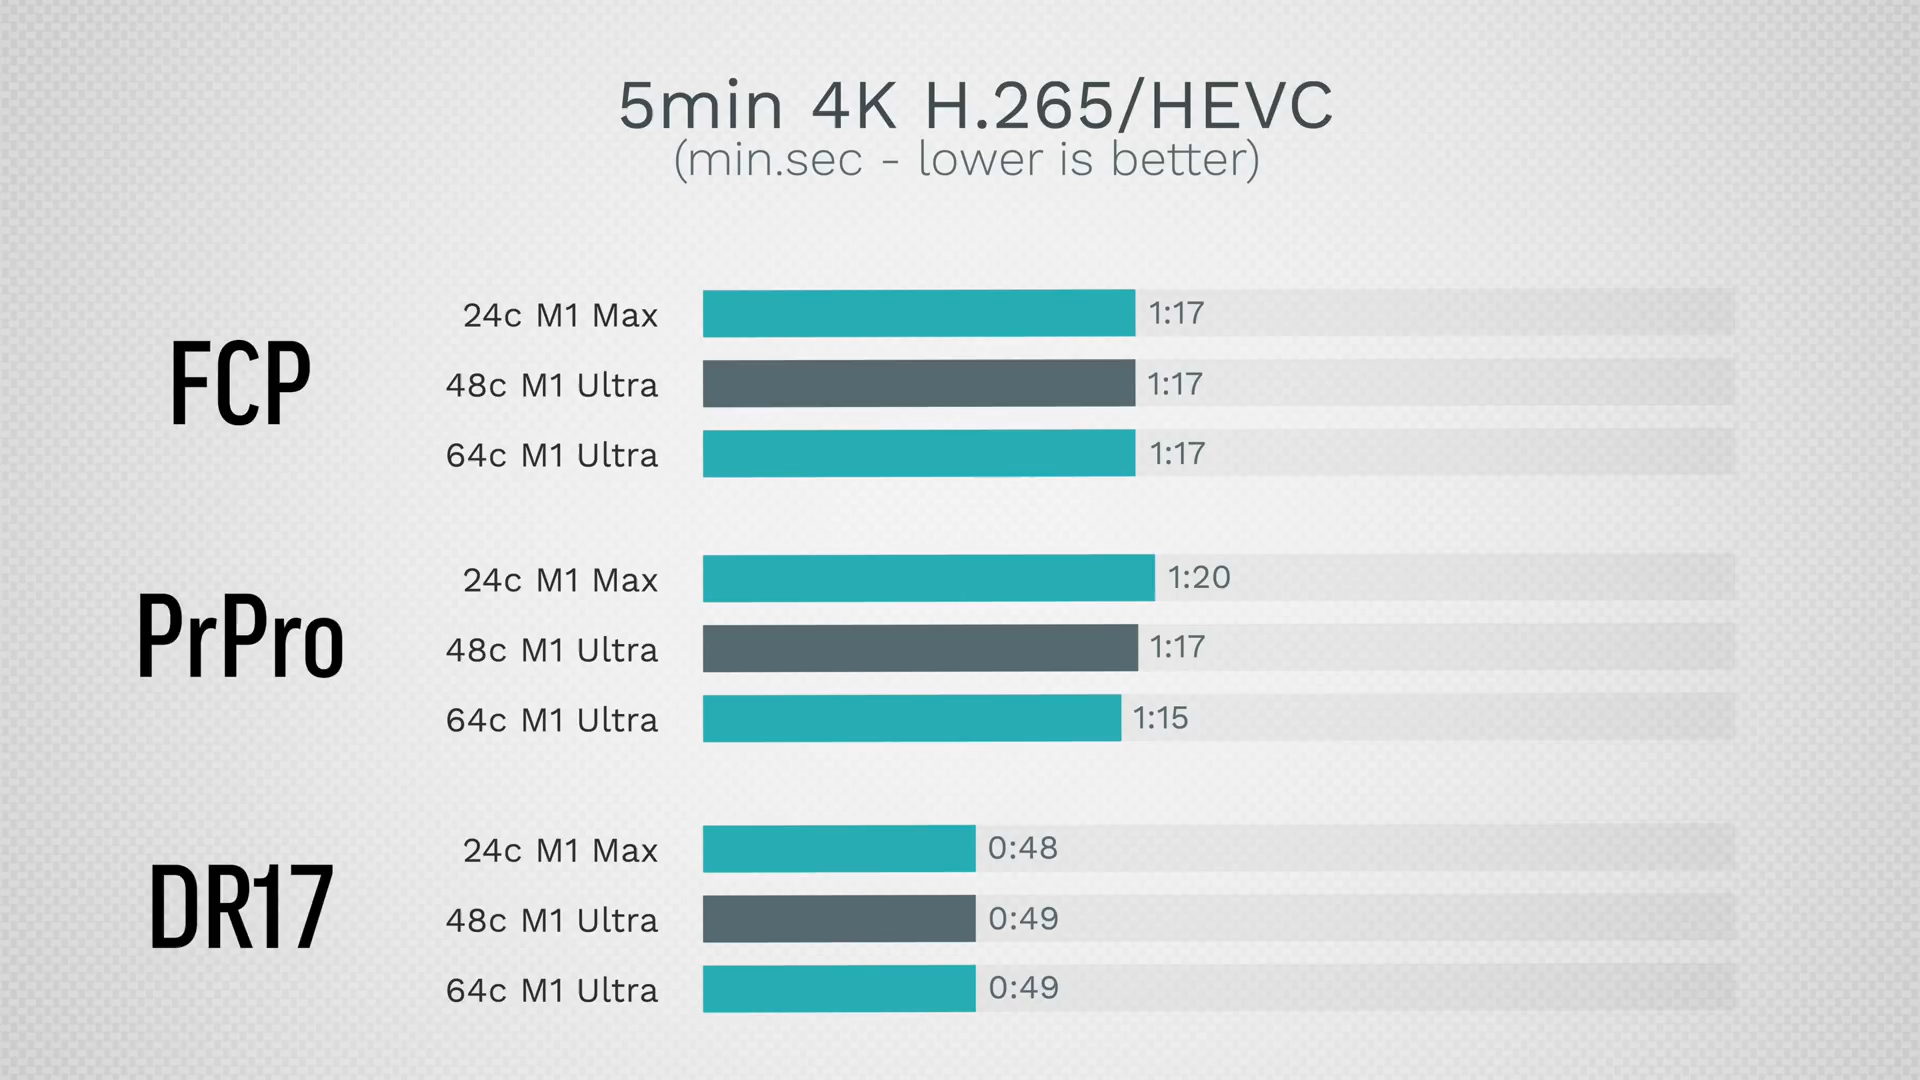 5min 4K H.265/HEVC
(min.sec - lower is better)
FCP
24c M1 Max 1:17
48c M1 Ultra 1:17
64c M1 Ultra 1:17
PrPro
24c M1 Max 1:20
48c M1 Ultra 1:17
64c M1 Ultra 1:15
DR17
24c M1 Max 0:48
48c M1 Ultra 0:49
64c M1 Ultra 0:49